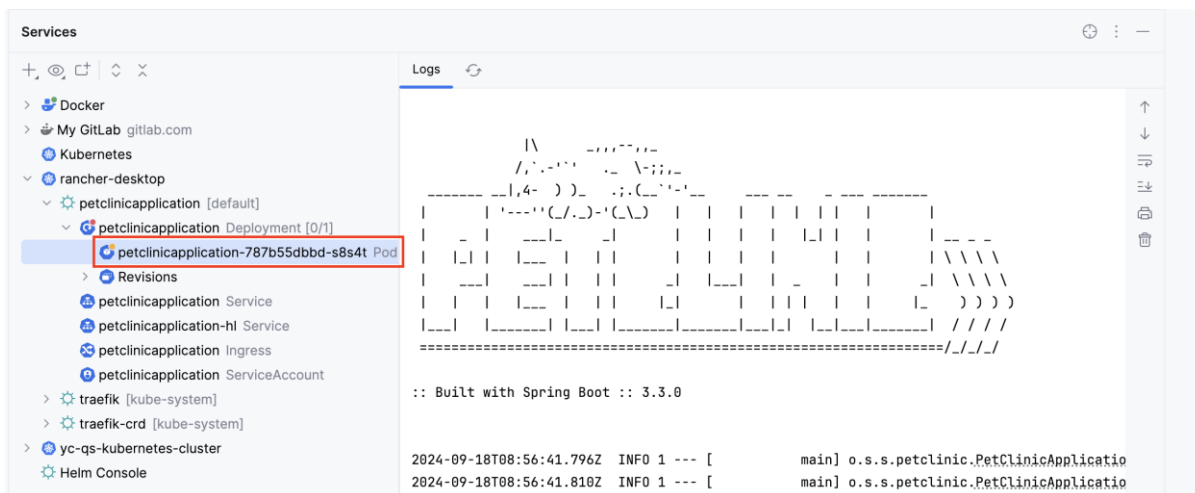 Services
Logs
Docker
My GitLab gitlab.com
Kubernetes
rancher-desktop
petclinicapplication [default]
petclinicapplication Deployment [0/1]
petclinicapplication-787b55dbbd-s8s4t Pod
Revisions
petclinicapplication Service
petclinicapplication-hl Service
petclinicapplication Ingress
petclinicapplication ServiceAccount
traefik [kube-system]
traefik-crd [kube-system]
yc-qs-kubernetes-cluster
Helm Console
:: Built with Spring Boot :: 3.3.0
2024-09-18T08:56:41.796Z  INFO 1 --- [           main] o.s.s.petclinic.PetClinicApplicatio
2024-09-18T08:56:41.810Z  INFO 1 --- [           main] o.s.s.petclinic.PetClinicApplicatio